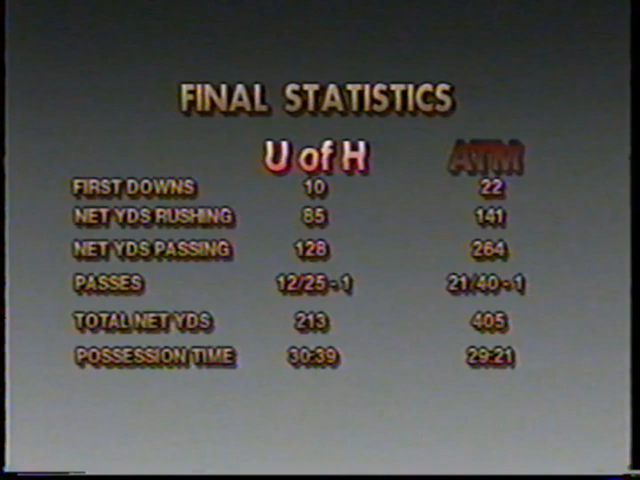 FINAL STATISTICS
U of H ATM
FIRST DOWNS 10 22
NET YDS RUSHING 85 141
NET YDS PASSING 128 264
PASSES 12/25 - 1 21/40 - 1
TOTAL NET YDS 213 405
POSSESSION TIME 30:39 29:21